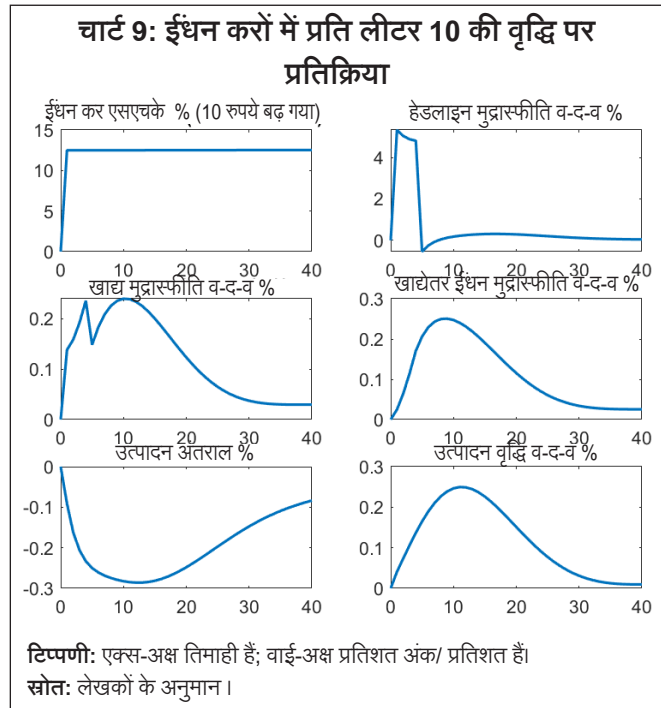 चार्ट 9: ईंधन करों में प्रति लीटर 10 की वृद्धि पर
प्रतिक्रिया
ईंधन कर एसएचके % (10 रुपये बढ़ गया)
15
10
5
0
0 10 20 30 40
हेडलाइन मुद्रास्फीति व-द-व %
4
2
0
0 10 20 30 40
खाद्य मुद्रास्फीति व-द-व %
0.2
0.1
0
0 10 20 30 40
खाद्येतर ईंधन मुद्रास्फीति व-द-व %
0.3
0.2
0.1
0
0 10 20 30 40
उत्पादन अंतराल %
0
-0.1
-0.2
-0.3
0 10 20 30 40
उत्पादन वृद्धि व-द-व %
0.3
0.2
0.1
0
0 10 20 30 40
टिप्पणी: एक्स-अक्ष तिमाही हैं; वाई-अक्ष प्रतिशत अंक/ प्रतिशत हैं।
स्रोत: लेखकों के अनुमान ।